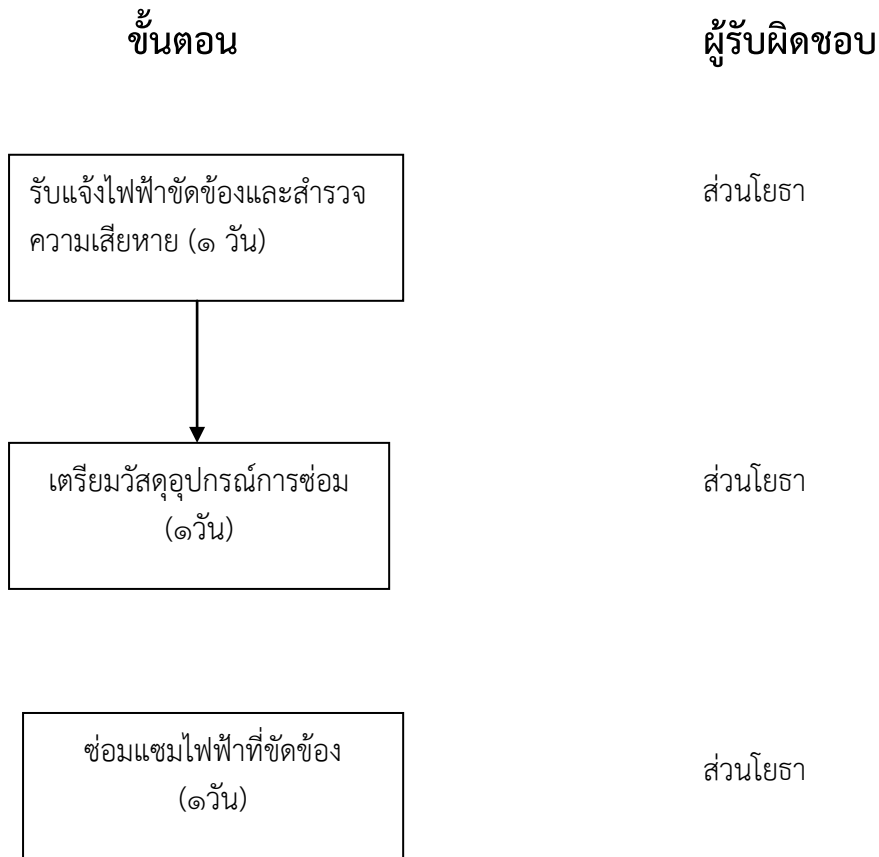 ขั้นตอน ผู้รับผิดชอบ
รับแจ้งไฟฟ้าขัดข้องและสำรวจ ส่วนโยธา
ความเสียหาย (๑ วัน)
เตรียมวัสดุอุปกรณ์การซ่อม ส่วนโยธา
(๑วัน)
ซ่อมแซมไฟฟ้าที่ขัดข้อง ส่วนโยธา
(๑วัน)